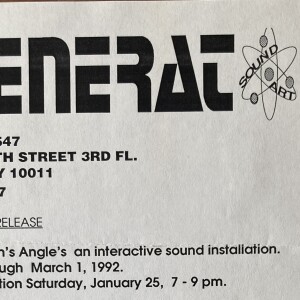 ENERAT
SOUND
ART
547
TH STREET 3RD FL.
Y 10011
7
RELEASE
n's Angle's an interactive sound installation.
ugh March 1, 1992.
tion Saturday, January 25, 7 - 9 pm.